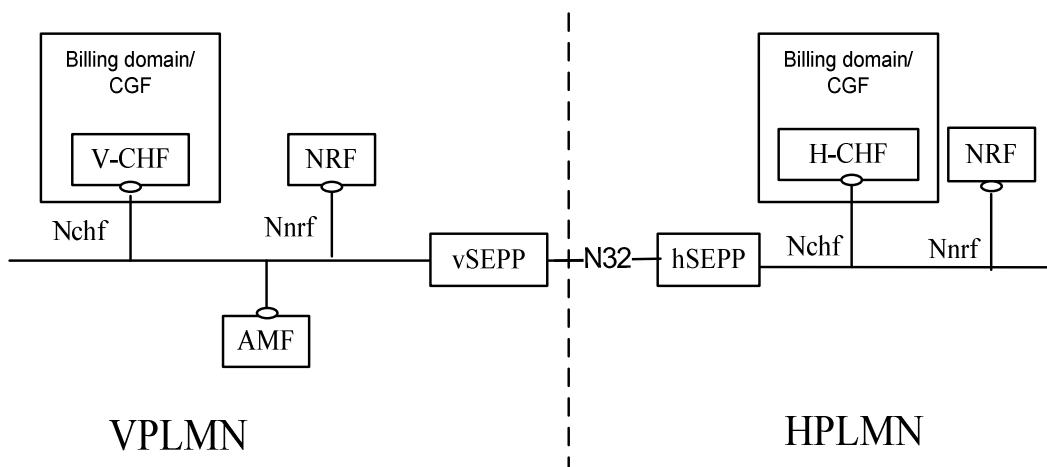 Billing domain/
CGF
V-CHF
NRF
Nchf
Nnrf
vSEPP
AMF
VPLMN
N32
Billing domain/
CGF
H-CHF
NRF
hSEPP
Nchf
Nnrf
HPLMN